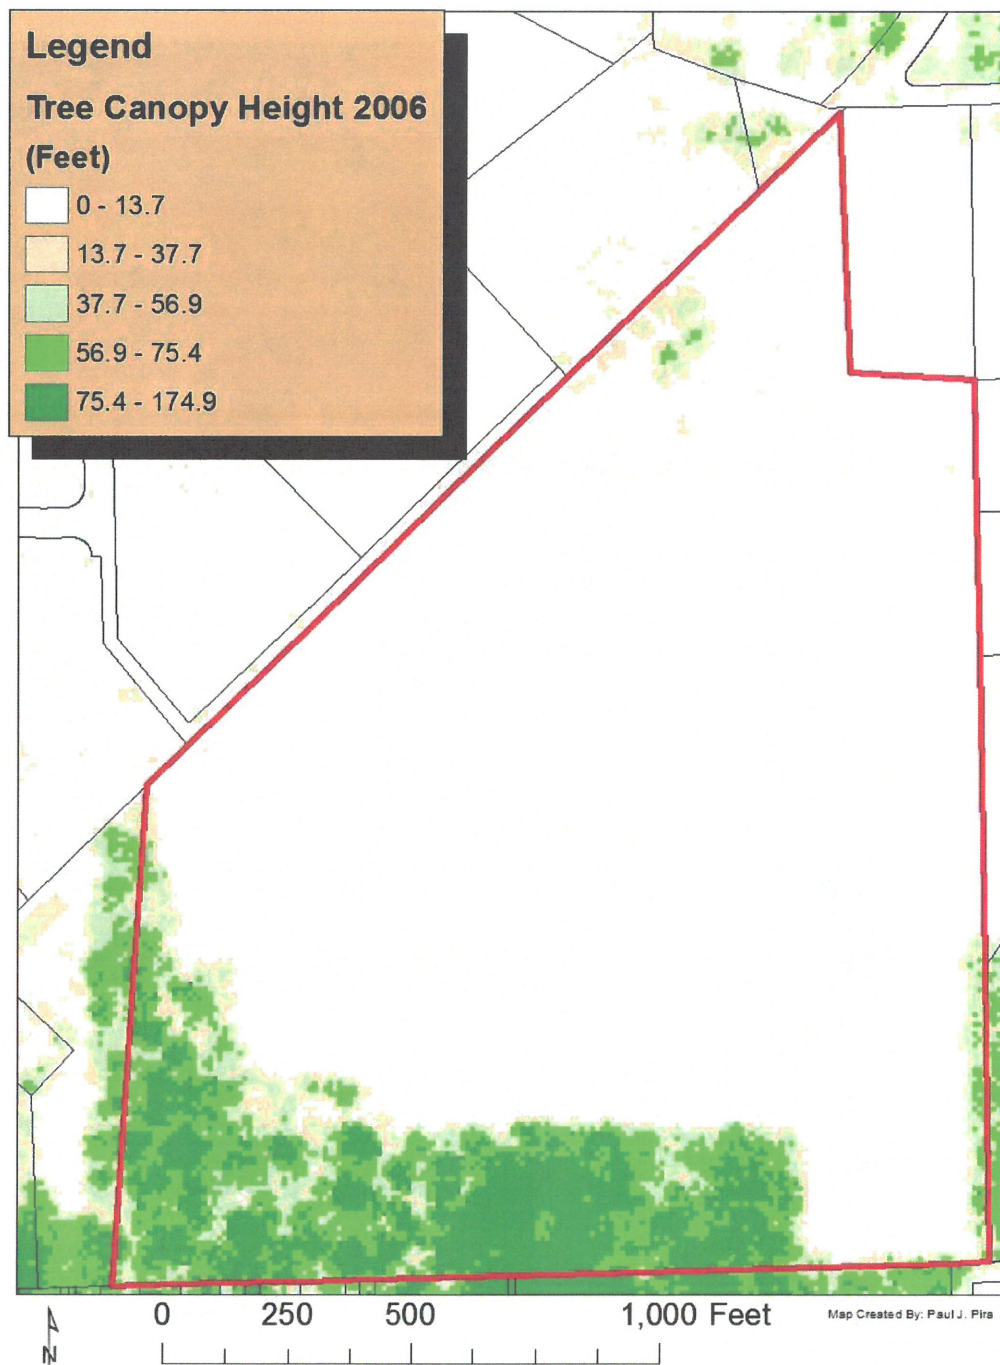 Legend
Tree Canopy Height 2006
(Feet)
0 - 13.7
13.7 - 37.7
37.7 - 56.9
56.9 - 75.4
75.4 - 174.9
0 250 500 1,000 Feet
Map Created By: Paul J. Pira
N